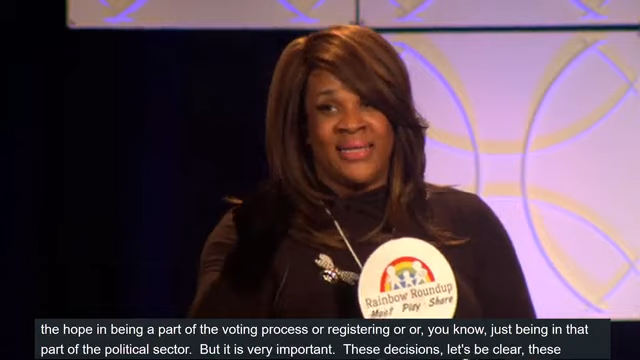 Rainbow Roundup
Meet Play Share
the hope in being a part of the voting process or registering or or, you know, just being in that
part of the political sector.  But it is very important.  These decisions, let's be clear, these